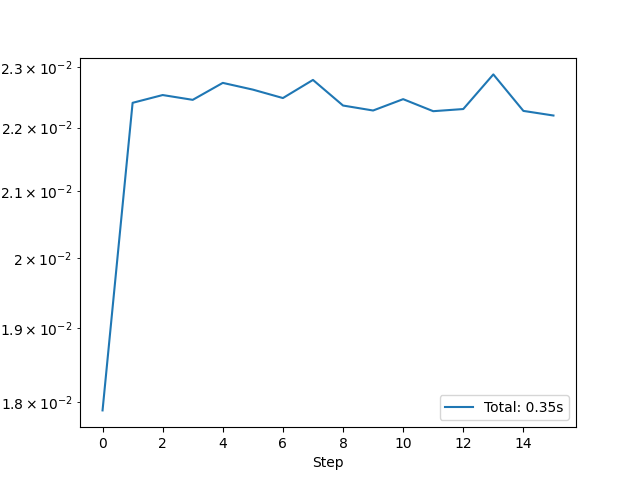 2.3 × 10⁻²
2.2 × 10⁻²
2.1 × 10⁻²
2 × 10⁻²
1.9 × 10⁻²
1.8 × 10⁻²
Total: 0.35s
0 2 4 6 8 10 12 14
Step